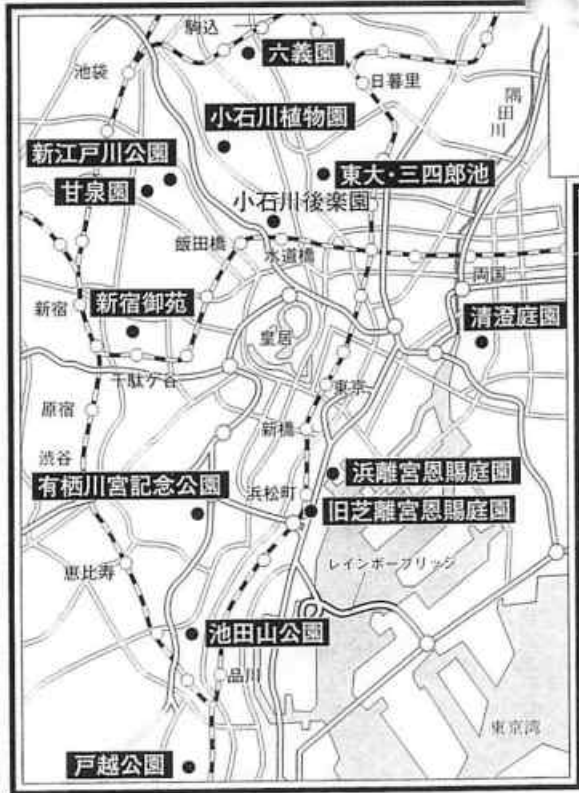 駒込
六義園
池袋
日暮里
隅田川
小石川植物園
新江戸川公園
東大・三四郎池
甘泉園
小石川後楽園
飯田橋
水道橋
両国
新宿
新宿御苑
清澄庭園
皇居
千駄ケ谷
東京
原宿
新橋
渋谷
浜離宮恩賜庭園
有栖川宮記念公園
浜松町
旧芝離宮恩賜庭園
レインボーブリッジ
恵比寿
池田山公園
品川
東京湾
戸越公園